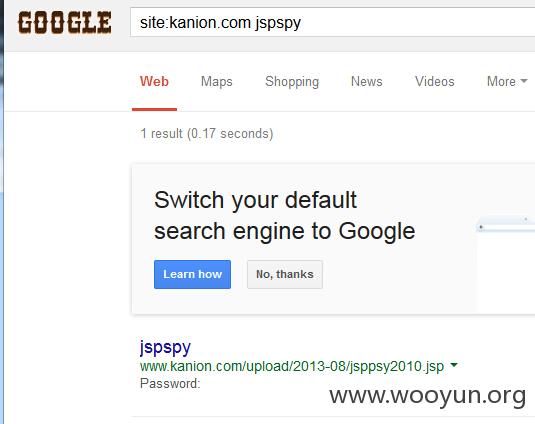 GOOGLE
site:kanion.com jspspy
Web Maps Shopping News Videos More
1 result (0.17 seconds)
Switch your default
search engine to Google
Learn how No, thanks
jspspy
www.kanion.com/upload/2013-08/jsppsy2010.jsp
Password:
www.wooyun.org